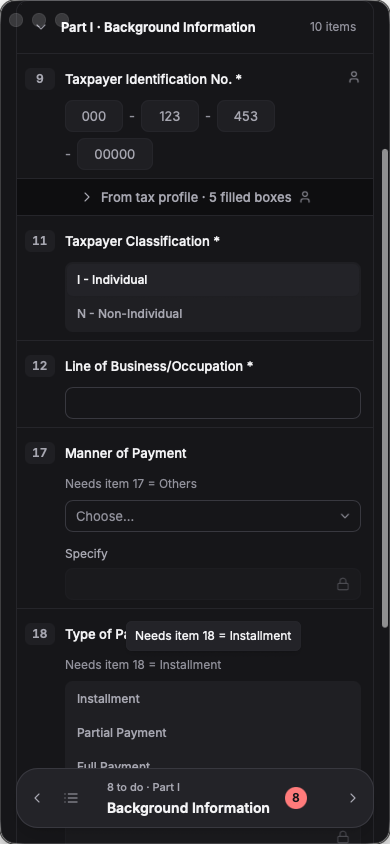 Part I · Background Information
10 items
9
Taxpayer Identification No. *
000 - 123 - 453
- 00000
From tax profile · 5 filled boxes
11
Taxpayer Classification *
I - Individual
N - Non-Individual
12
Line of Business/Occupation *
17
Manner of Payment
Needs item 17 = Others
Choose...
Specify
18
Type of Pa
Needs item 18 = Installment
Needs item 18 = Installment
Installment
Partial Payment
Full Payment
8 to do · Part I
Background Information
8